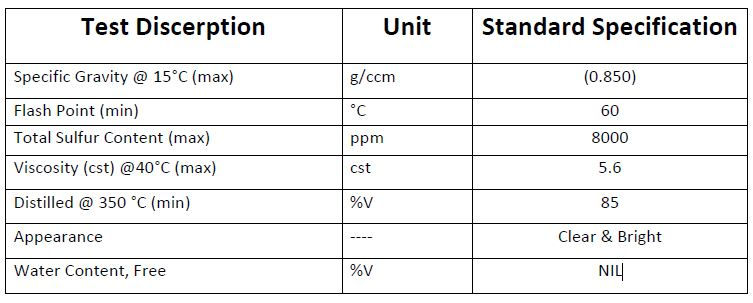 Test Discerption Unit Standard Specification
Specific Gravity @ 15°C (max) g/ccm (0.850)
Flash Point (min) °C 60
Total Sulfur Content (max) ppm 8000
Viscosity (cst) @40°C (max) cst 5.6
Distilled @ 350 °C (min) %V 85
Appearance ---- Clear & Bright
Water Content, Free %V NIL